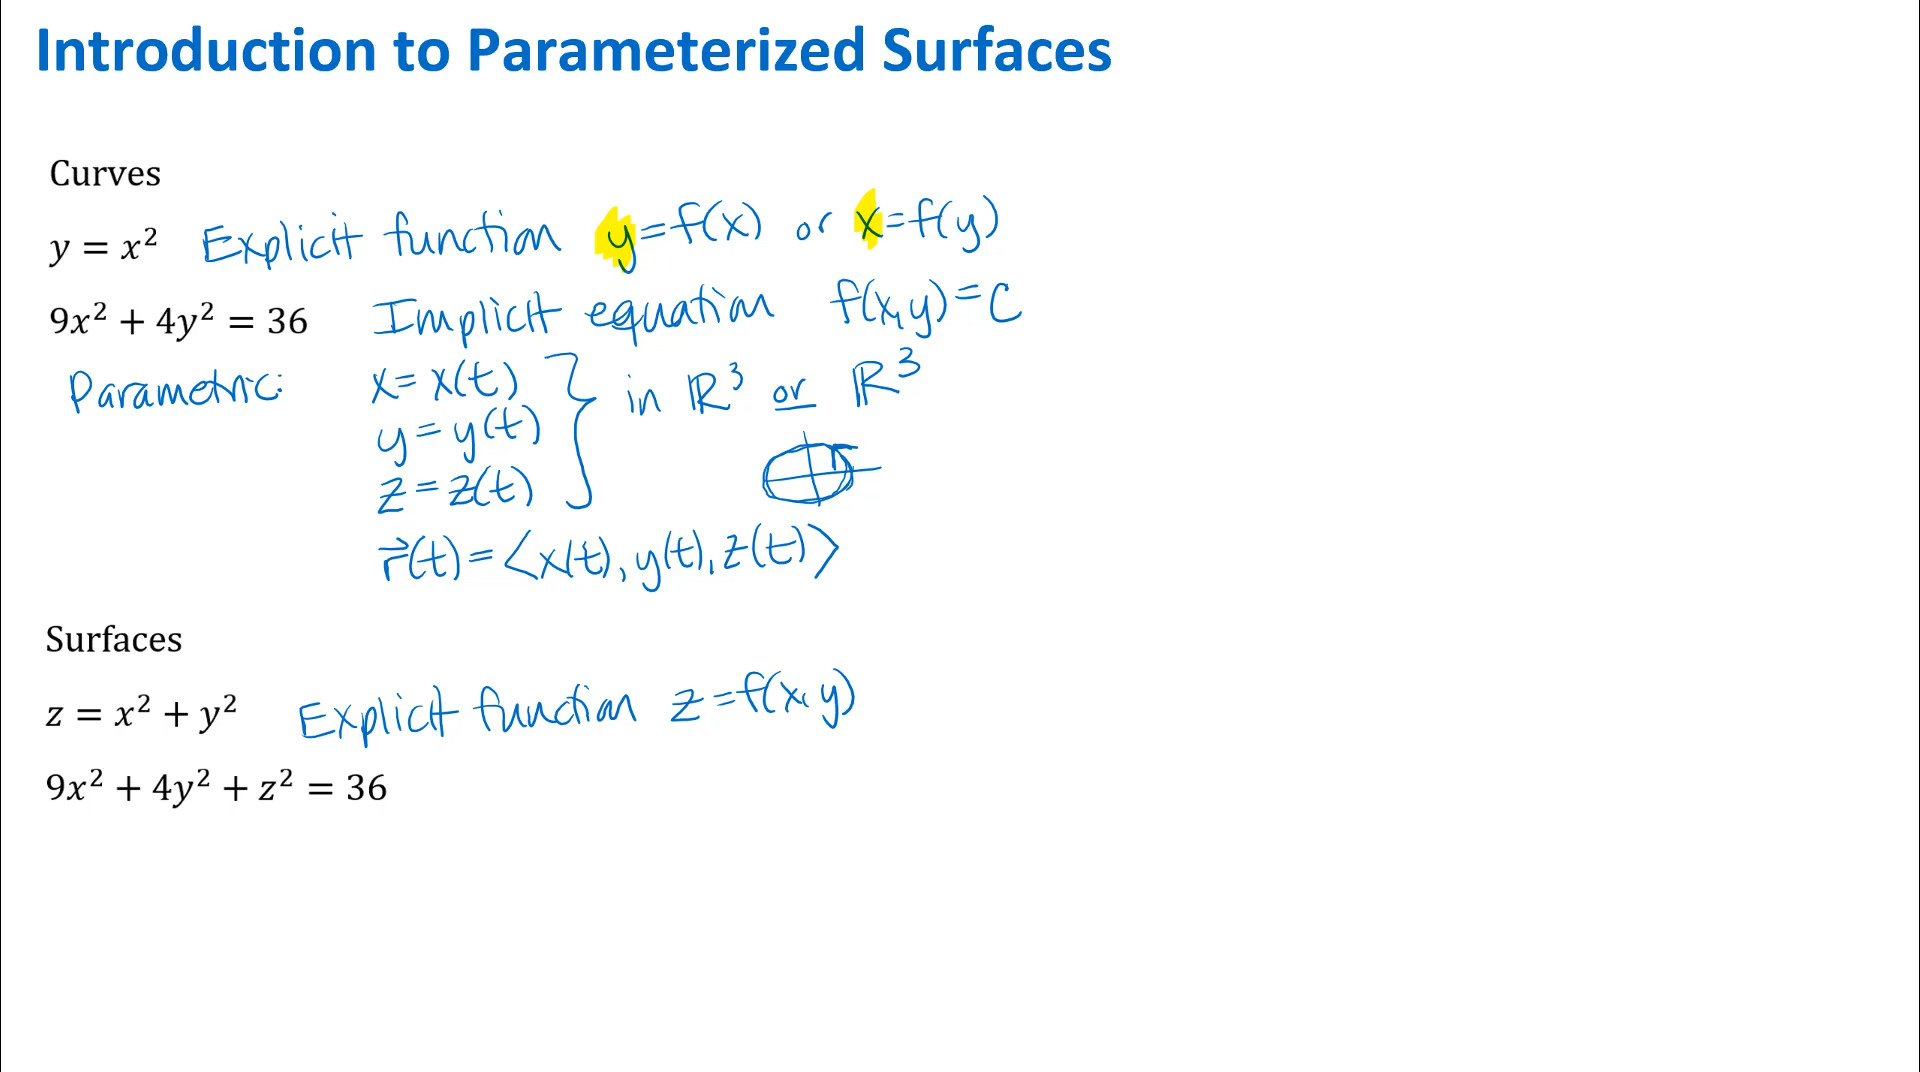 Introduction to Parameterized Surfaces
Curves
y = x² Explicit function y=f(x) or x=f(y)
9x² + 4y² = 36 Implicit equation f(x,y)=C
Parametric: x=x(t) } in ℝ³ or ℝ³
y=y(t)
z=z(t)
r⃗(t)=⟨x(t), y(t), z(t)⟩
Surfaces
z = x² + y² Explicit function z=f(x,y)
9x² + 4y² + z² = 36